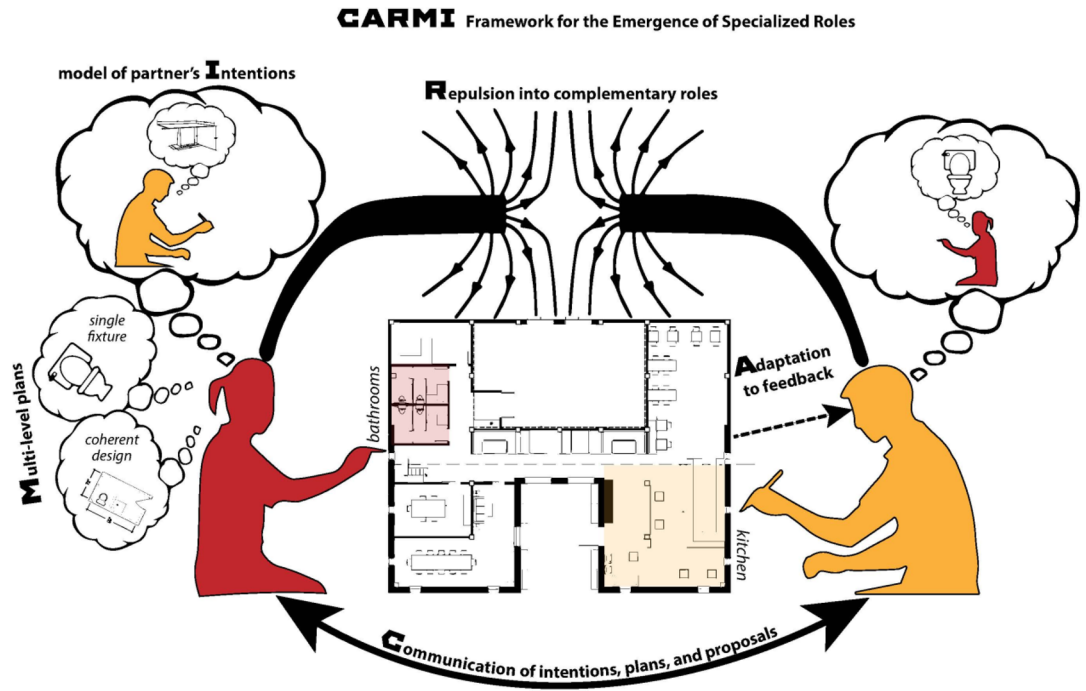 CARMI Framework for the Emergence of Specialized Roles
model of partner's Intentions
Repulsion into complementary roles
single
fixture
Multi-level plans
coherent
design
bathrooms
Adaptation
to feedback
kitchen
Communication of intentions, plans, and proposals